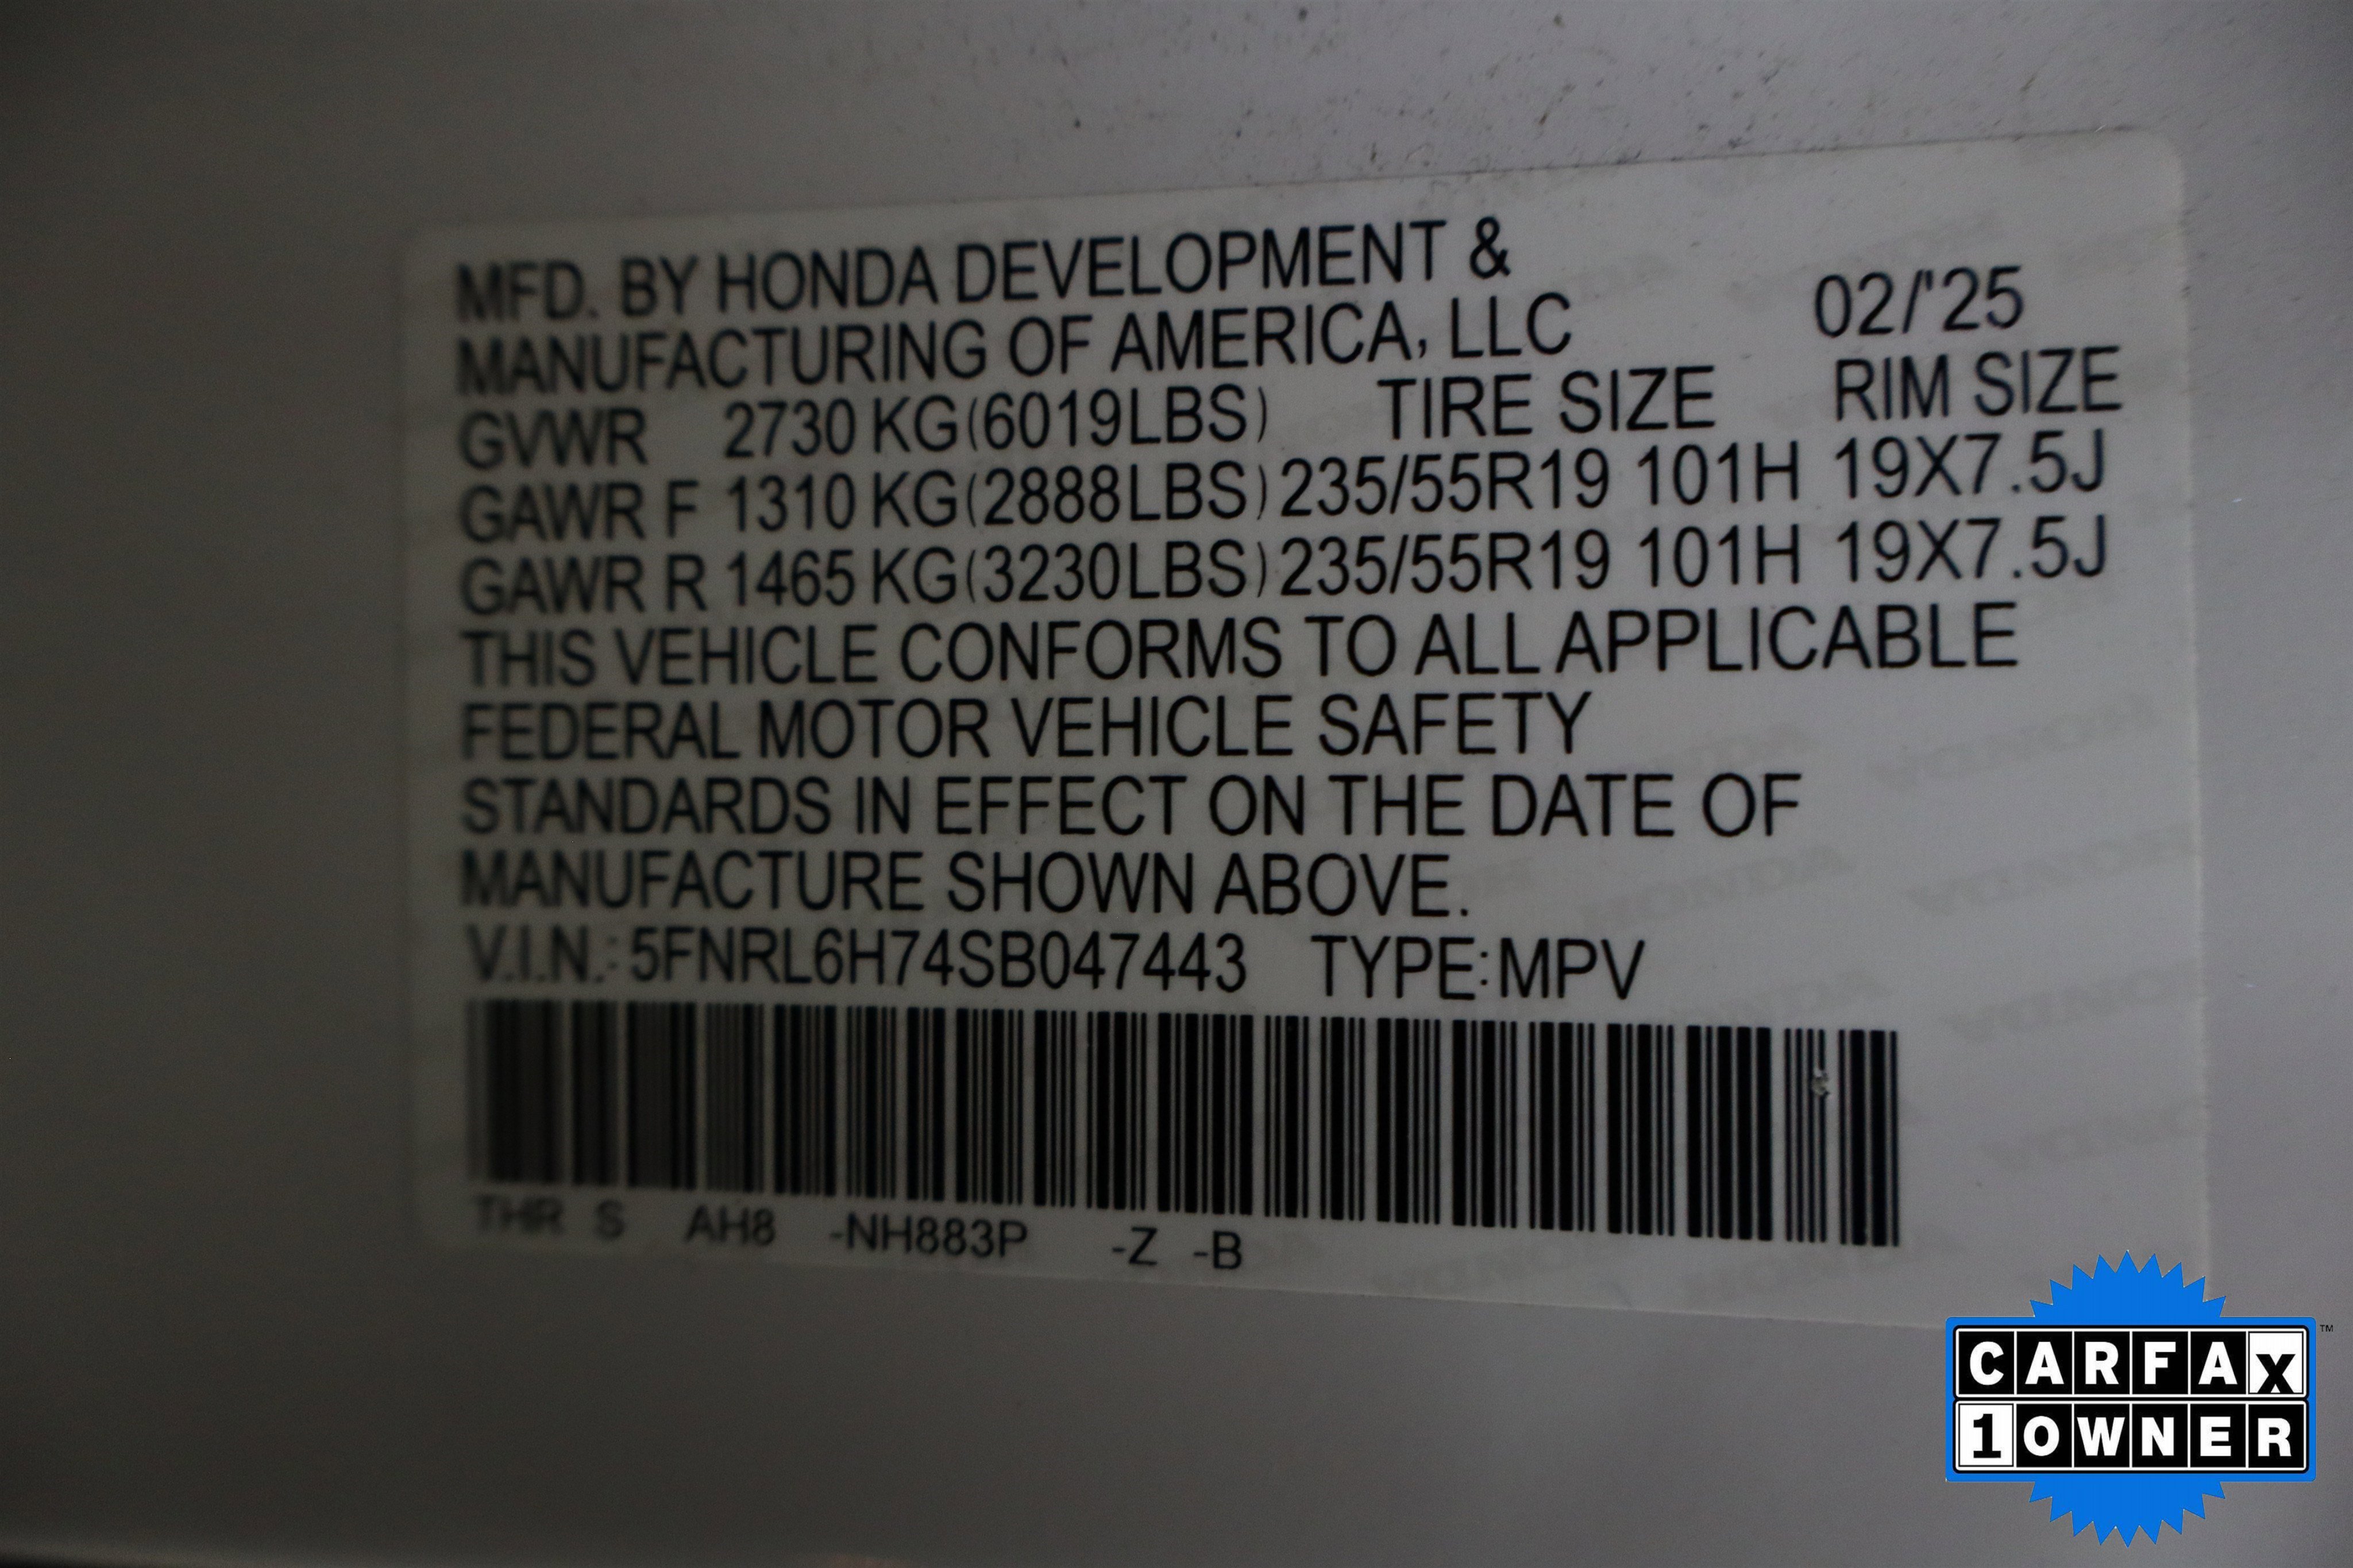 MFD. BY HONDA DEVELOPMENT &
MANUFACTURING OF AMERICA, LLC 02/'25
GVWR 2730 KG(6019LBS) TIRE SIZE RIM SIZE
GAWR F 1310 KG(2888LBS) 235/55R19 101H 19X7.5J
GAWR R 1465 KG(3230LBS) 235/55R19 101H 19X7.5J
THIS VEHICLE CONFORMS TO ALL APPLICABLE
FEDERAL MOTOR VEHICLE SAFETY
STANDARDS IN EFFECT ON THE DATE OF
MANUFACTURE SHOWN ABOVE.
V.I.N.: 5FNRL6H74SB047443 TYPE:MPV
THR S AH8 -NH883P -Z -B
CARFAX ™
1 OWNER